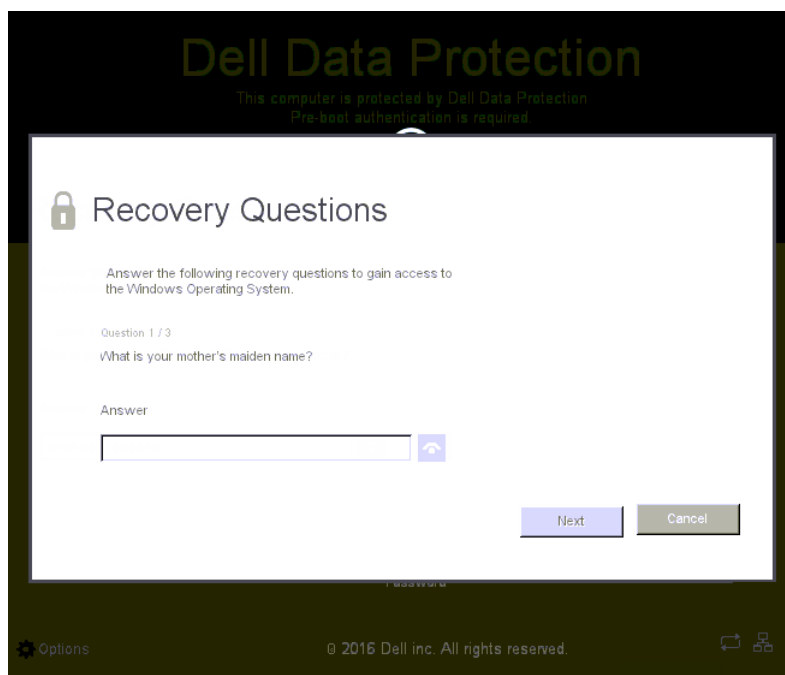 Dell Data Protection
This computer is protected by Dell Data Protection
Pre-boot authentication is required.
Recovery Questions
Answer the following recovery questions to gain access to
the Windows Operating System.
Question 1 / 3
What is your mother's maiden name?
Answer
Next
Cancel
Password
Options
© 2016 Dell inc. All rights reserved.